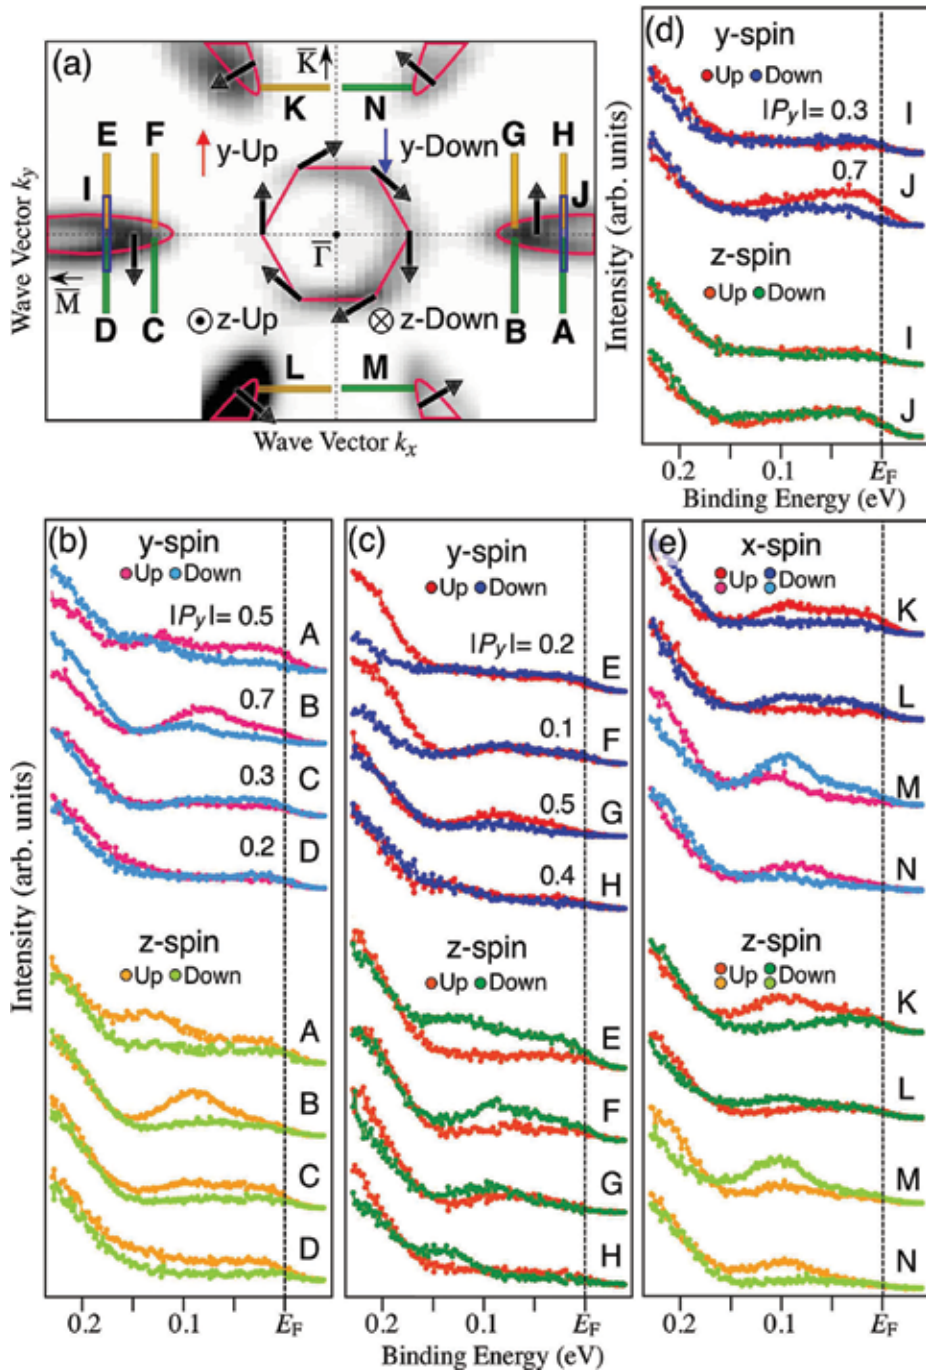 (a)
K̅
K
N
E
F
y-Up
y-Down
G
H
I
J
Γ̅
M̅
z-Up
z-Down
D
C
B
A
L
M
Wave Vector kx
Wave Vector ky
(d)
y-spin
Up Down
|Py|= 0.3
I
0.7
J
z-spin
Up Down
I
J
0.2
0.1
EF
Binding Energy (eV)
Intensity (arb. units)
(b)
y-spin
Up Down
|Py|= 0.5
A
0.7
B
0.3
C
0.2
D
z-spin
Up Down
A
B
C
D
0.2
0.1
EF
Intensity (arb. units)
(c)
y-spin
Up Down
|Py|= 0.2
E
0.1
F
0.5
G
0.4
H
z-spin
Up Down
E
F
G
H
0.2
0.1
EF
Binding Energy (eV)
(e)
x-spin
Up Down
K
L
M
N
z-spin
Up Down
K
L
M
N
0.2
0.1
EF